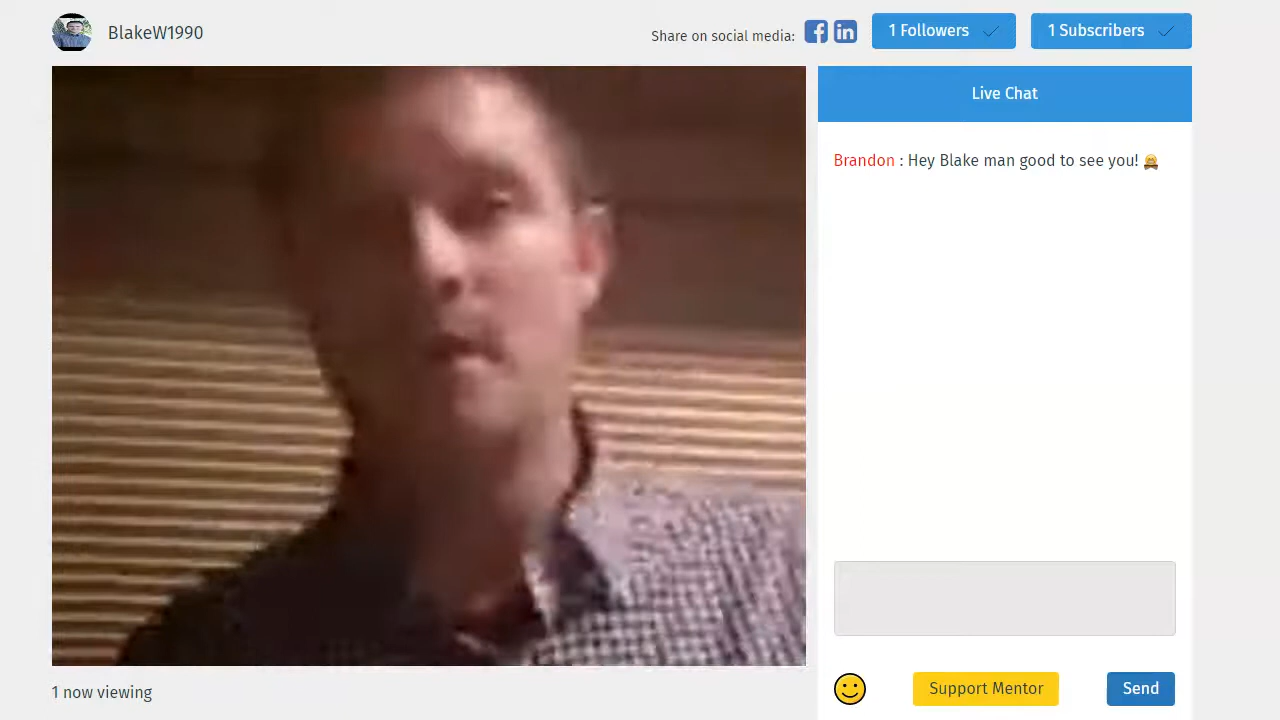 BlakeW1990
Share on social media:
1 Followers
1 Subscribers
Live Chat
Brandon : Hey Blake man good to see you!
Support Mentor
Send
1 now viewing